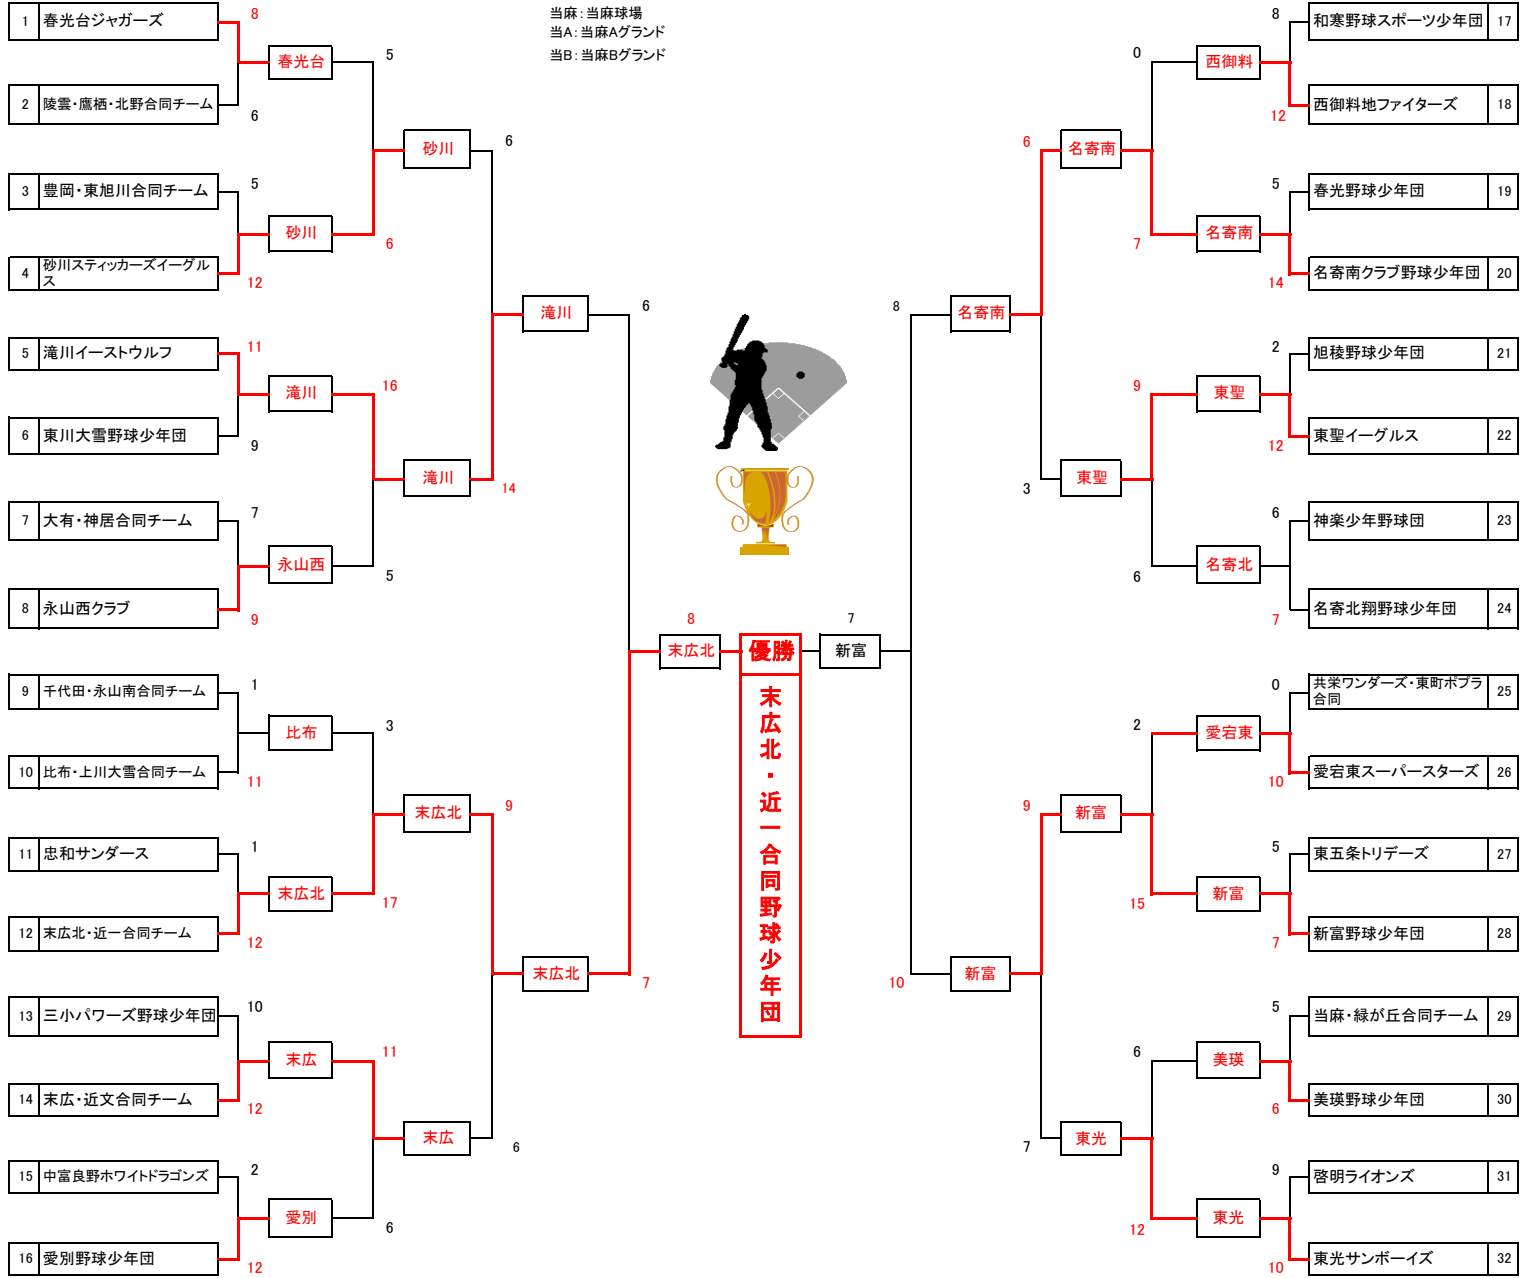 当麻：当麻球場
当A：当麻Aグランド
当B：当麻Bグランド
1 春光台ジャガーズ
8
春光台
5
2 陵雲・鷹栖・北野合同チーム
6
砂川
6
3 豊岡・東旭川合同チーム
5
砂川
6
4 砂川スティッカーズイーグル
ス
12
滝川
6
5 滝川イーストウルフ
11
滝川
16
6 東川大雪野球少年団
9
滝川
14
7 大有・神居合同チーム
7
永山西
5
8 永山西クラブ
9
9 千代田・永山南合同チーム
1
比布
3
10 比布・上川大雪合同チーム
11
末広北
9
11 忠和サンダース
1
末広北
17
12 末広北・近一合同チーム
12
末広北
7
13 三小パワーズ野球少年団
10
末広
11
14 末広・近文合同チーム
12
末広
6
15 中富良野ホワイトドラゴンズ
2
愛別
6
16 愛別野球少年団
12
8
末広北
優勝
末広北・近一合同野球少年団
7
新富
8
和寒野球スポーツ少年団 17
0
西御料
12
西御料地ファイターズ 18
6
名寄南
5
春光野球少年団 19
7
名寄南
14
名寄南クラブ野球少年団 20
8
名寄南
2
旭稜野球少年団 21
9
東聖
12
東聖イーグルス 22
3
東聖
6
神楽少年野球団 23
6
名寄北
7
名寄北翔野球少年団 24
0
共栄ワンダーズ・東町ポプラ
合同 25
2
愛宕東
10
愛宕東スーパースターズ 26
9
新富
5
東五条トリデーズ 27
15
新富
7
新富野球少年団 28
10
新富
5
当麻・緑が丘合同チーム 29
6
美瑛
6
美瑛野球少年団 30
7
東光
9
啓明ライオンズ 31
12
東光
10
東光サンボーイズ 32